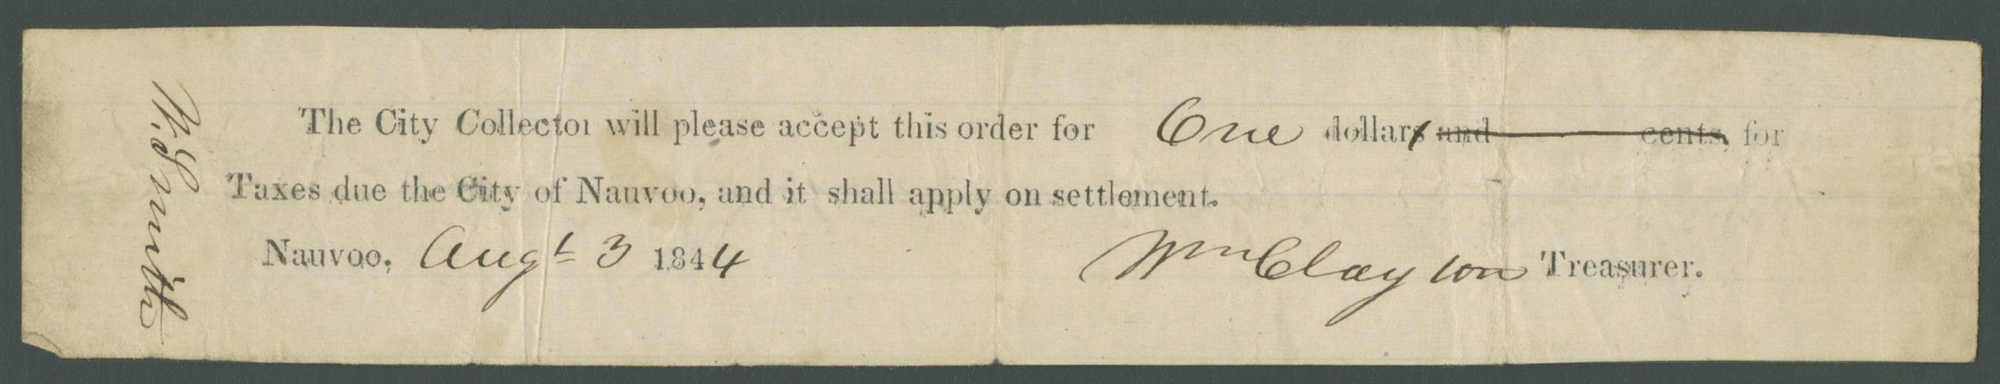 The City Collector will please accept this order for One dollars and cents, for
Taxes due the City of Nauvoo, and it shall apply on settlement.
Nauvoo, Augt 3 1844 Wm Clayton Treasurer.
W. Smith